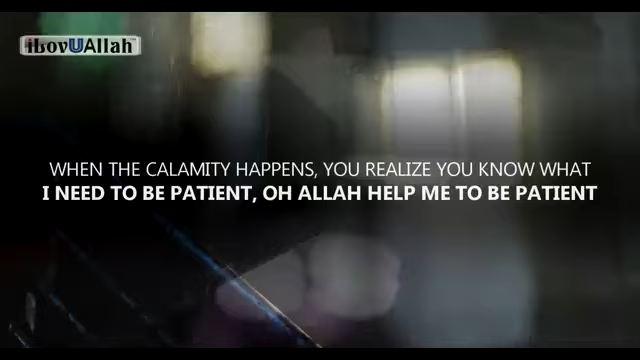 iLovUAllah
WHEN THE CALAMITY HAPPENS, YOU REALIZE YOU KNOW WHAT
I NEED TO BE PATIENT, OH ALLAH HELP ME TO BE PATIENT